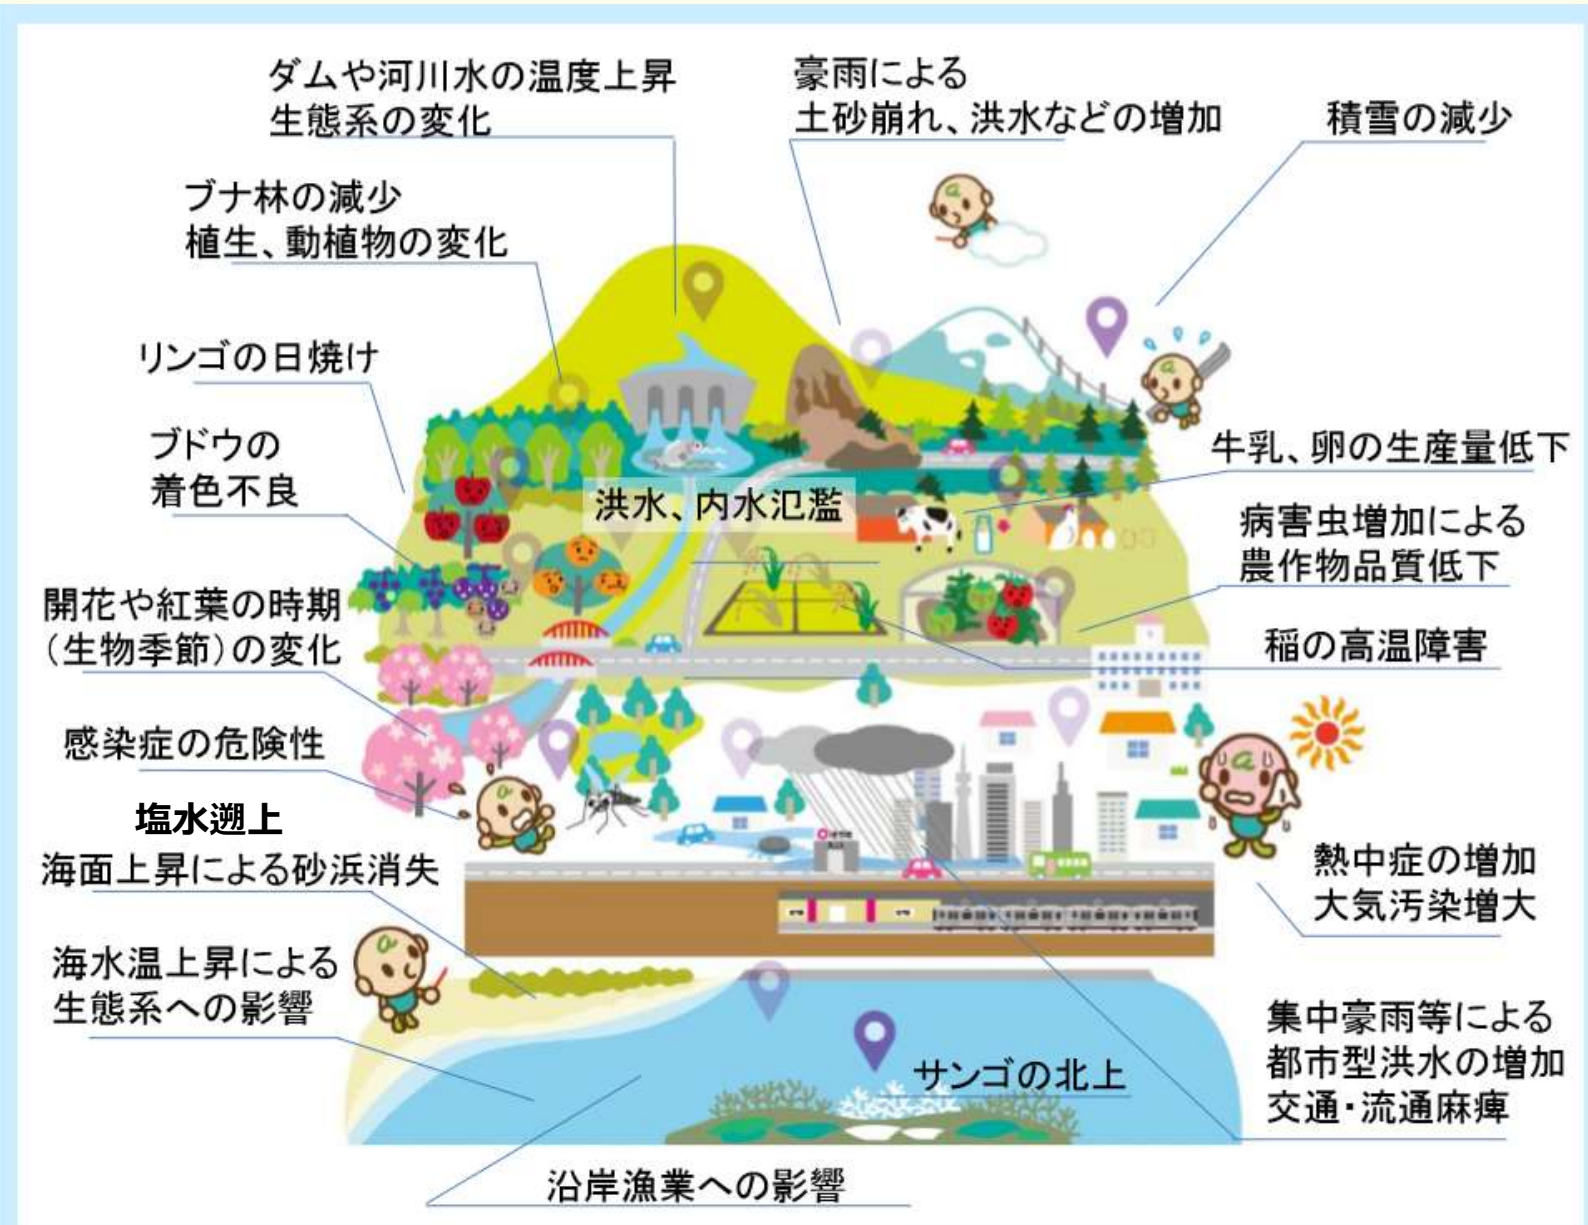 ダムや河川水の温度上昇
生態系の変化
豪雨による
土砂崩れ、洪水などの増加
積雪の減少
ブナ林の減少
植生、動植物の変化
リンゴの日焼け
ブドウの
着色不良
牛乳、卵の生産量低下
洪水、内水氾濫
病害虫増加による
農作物品質低下
開花や紅葉の時期
（生物季節）の変化
稲の高温障害
感染症の危険性
塩水遡上
海面上昇による砂浜消失
熱中症の増加
大気汚染増大
海水温上昇による
生態系への影響
集中豪雨等による
都市型洪水の増加
交通・流通麻痺
サンゴの北上
沿岸漁業への影響